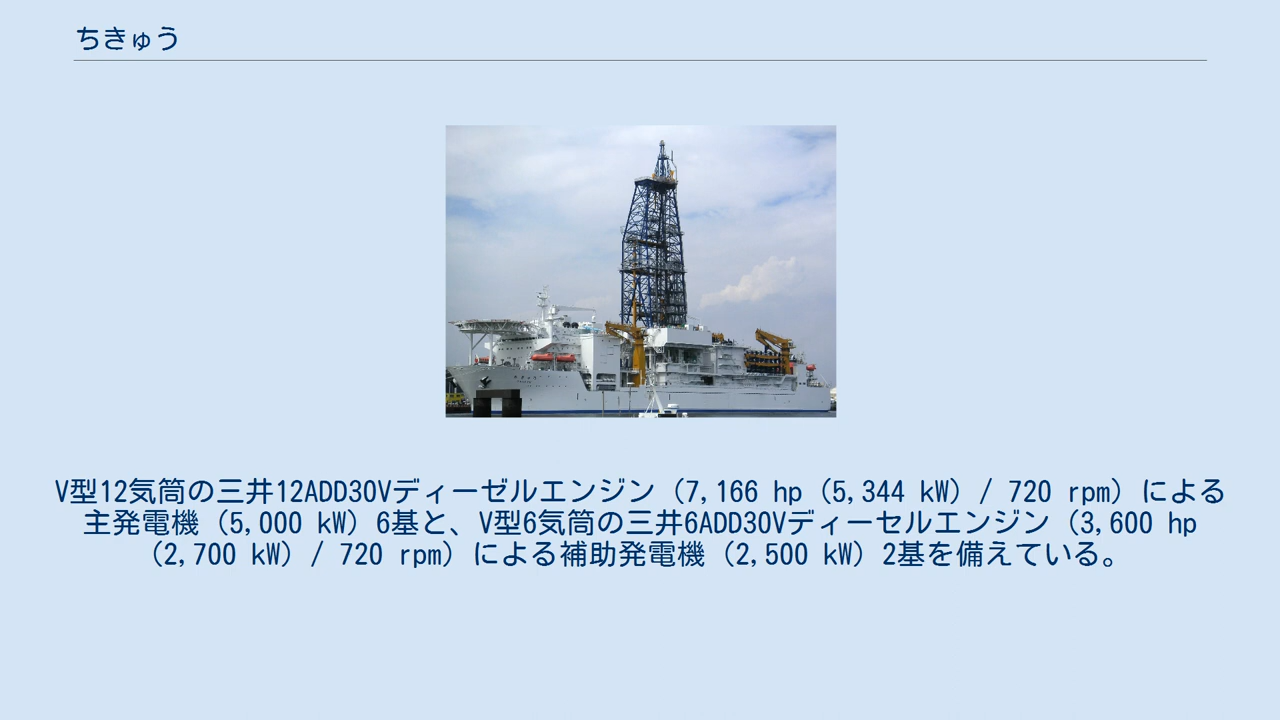 ちきゅう
V型12気筒の三井12ADD30Vディーゼルエンジン（7,166 hp（5,344 kW）/ 720 rpm）による
主発電機（5,000 kW）6基と、V型6気筒の三井6ADD30Vディーセルエンジン（3,600 hp
（2,700 kW）/ 720 rpm）による補助発電機（2,500 kW）2基を備えている。